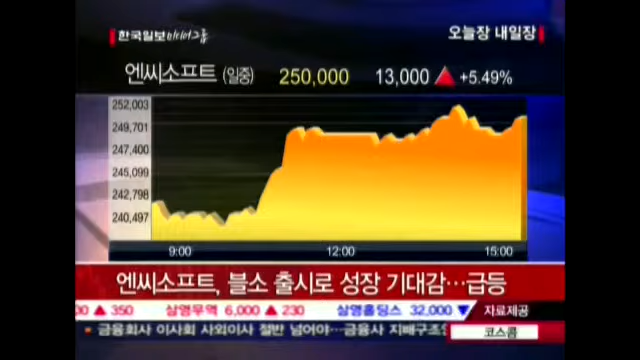 한국일보 미디어그룹
오늘장 내일장
엔씨소프트 (일중) 250,000 13,000 ▲ +5.49%
252,003
249,701
247,400
245,099
242,798
240,497
9:00 12:00 15:00
엔씨소프트, 블소 출시로 성장 기대감…급등
00 ▲ 350 삼영무역 6,000 ▲ 230 삼영홀딩스 32,000 ▼ 자료제공
금융회사 이사회 사외이사 절반 넘어야…금융사 지배구조 코스콤